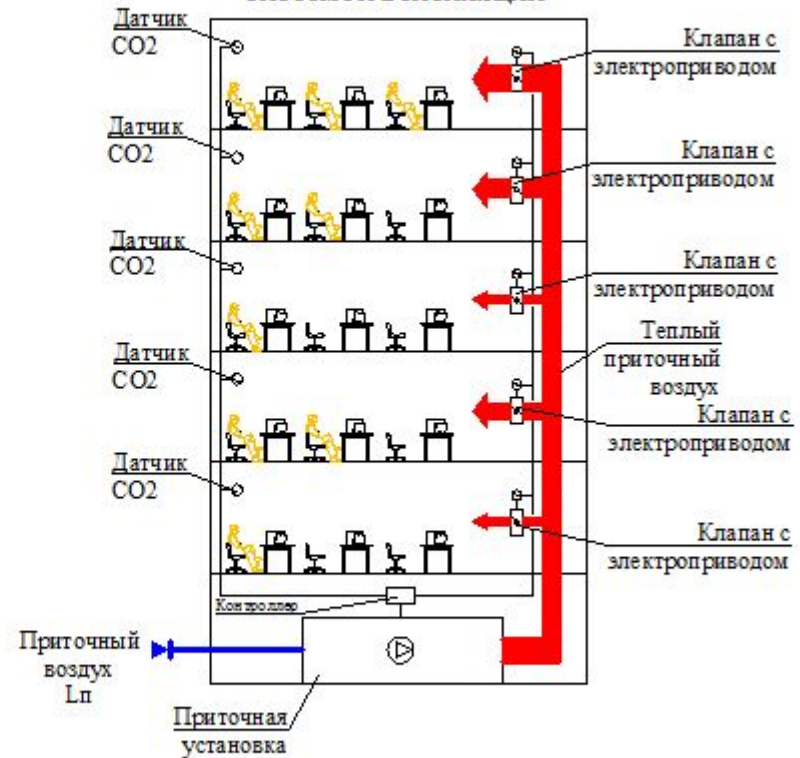 Датчик
CO2
Клапан с
электроприводом
Датчик
CO2
Клапан с
электроприводом
Датчик
CO2
Клапан с
электроприводом
Теплый
приточный
воздух
Датчик
CO2
Клапан с
электроприводом
Датчик
CO2
Клапан с
электроприводом
Контроллер
Приточный
воздух
Lп
Приточная
установка